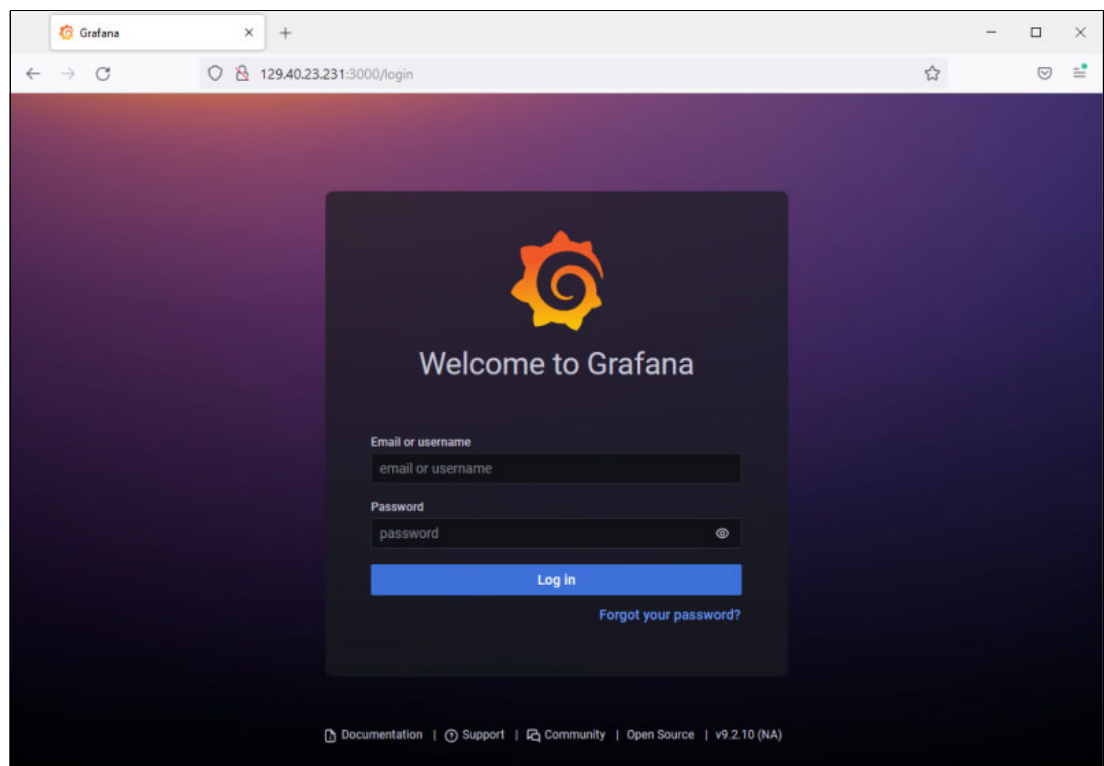 Grafana
129.40.23.231:3000/login
Welcome to Grafana
Email or username
email or username
Password
password
Log in
Forgot your password?
Documentation | Support | Community | Open Source | v9.2.10 (NA)